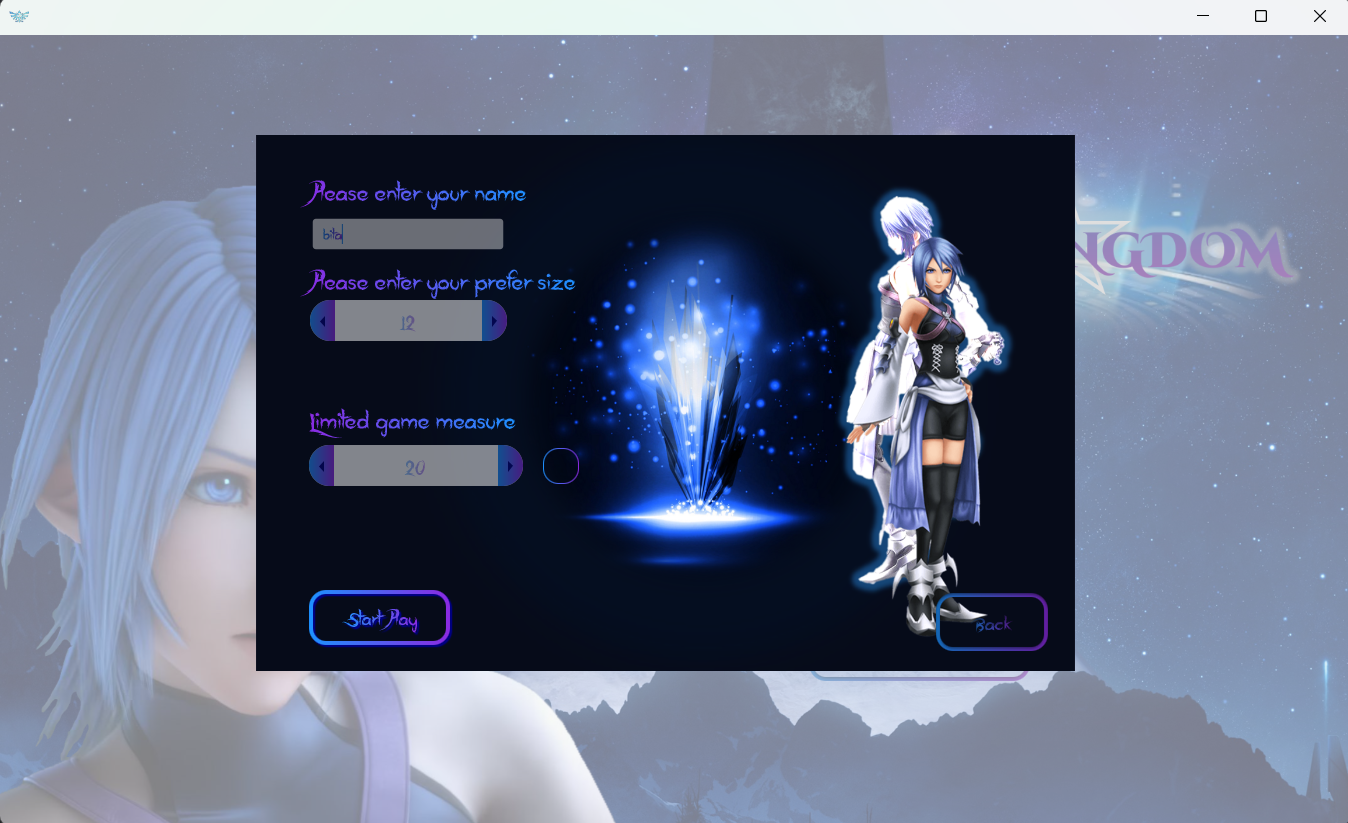 Please enter your name
bita
Please enter your prefer size
12
Limited game measure
20
Start Play
Back
NGDOM